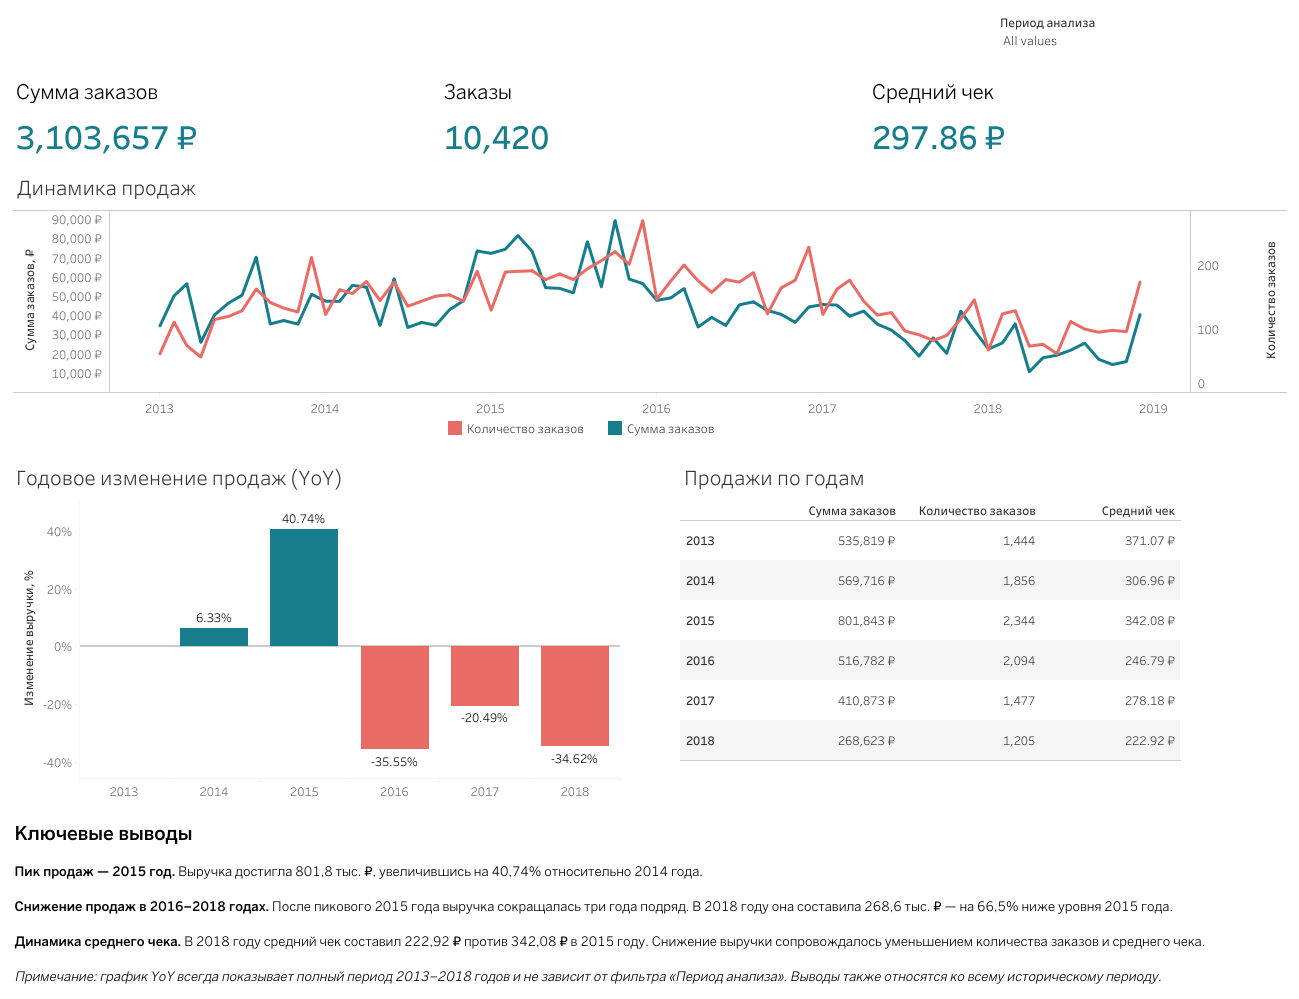 Период анализа
All values
Сумма заказов
Заказы
Средний чек
3,103,657 ₽
10,420
297.86 ₽
Динамика продаж
Сумма заказов, ₽
90,000 ₽
80,000 ₽
70,000 ₽
60,000 ₽
50,000 ₽
40,000 ₽
30,000 ₽
20,000 ₽
10,000 ₽
200
100
0
Количество заказов
2013 2014 2015 2016 2017 2018 2019
Количество заказов Сумма заказов
Годовое изменение продаж (YoY)
Изменение выручки, %
40%
20%
0%
-20%
-40%
6.33%
40.74%
-35.55%
-20.49%
-34.62%
2013 2014 2015 2016 2017 2018
Продажи по годам
Сумма заказов Количество заказов Средний чек
2013 535,819 ₽ 1,444 371.07 ₽
2014 569,716 ₽ 1,856 306.96 ₽
2015 801,843 ₽ 2,344 342.08 ₽
2016 516,782 ₽ 2,094 246.79 ₽
2017 410,873 ₽ 1,477 278.18 ₽
2018 268,623 ₽ 1,205 222.92 ₽
Ключевые выводы
Пик продаж — 2015 год. Выручка достигла 801,8 тыс. ₽, увеличившись на 40,74% относительно 2014 года.
Снижение продаж в 2016–2018 годах. После пикового 2015 года выручка сокращалась три года подряд. В 2018 году она составила 268,6 тыс. ₽ — на 66,5% ниже уровня 2015 года.
Динамика среднего чека. В 2018 году средний чек составил 222,92 ₽ против 342,08 ₽ в 2015 году. Снижение выручки сопровождалось уменьшением количества заказов и среднего чека.
Примечание: график YoY всегда показывает полный период 2013–2018 годов и не зависит от фильтра «Период анализа». Выводы также относятся ко всему историческому периоду.